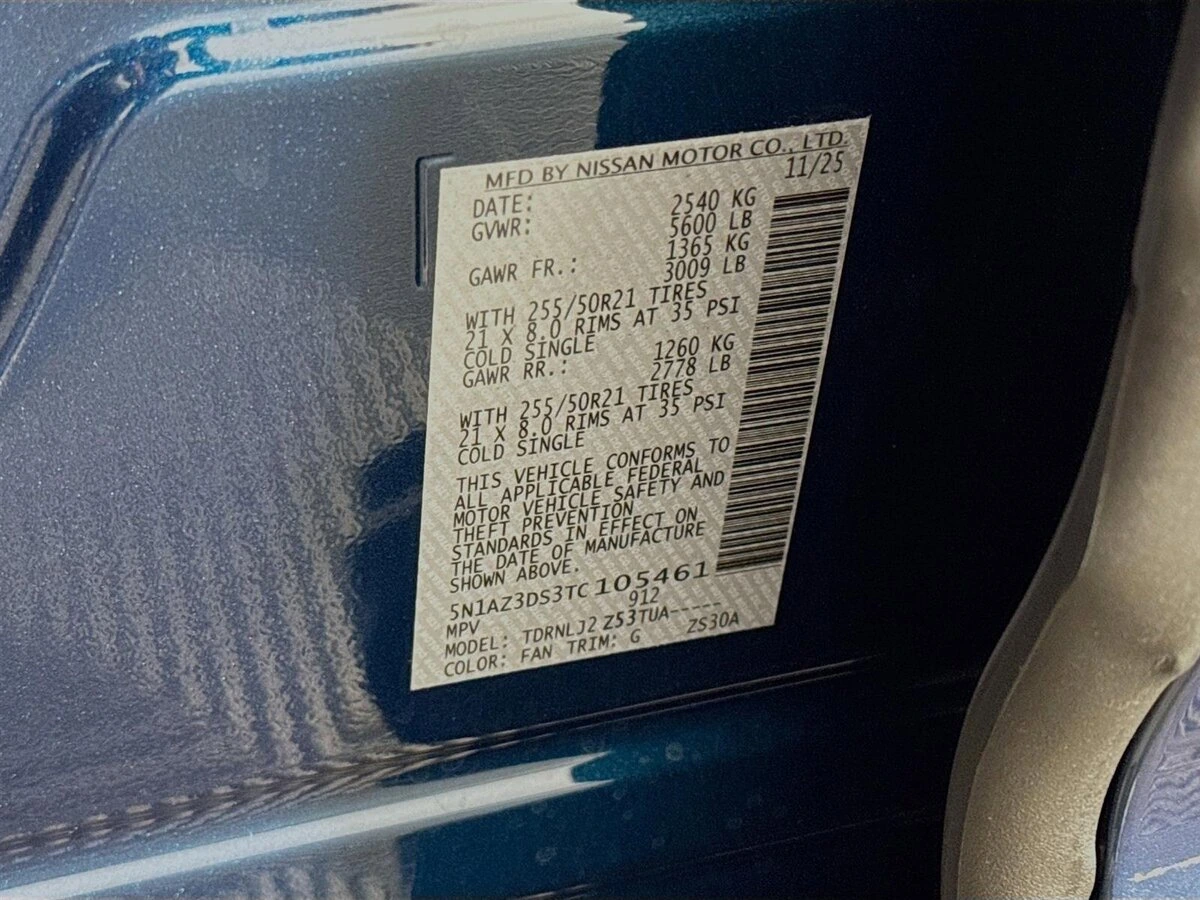 MFD BY NISSAN MOTOR CO., LTD.
DATE: 11/25
GVWR: 2540 KG
5600 LB
GAWR FR.: 1365 KG
3009 LB
WITH 255/50R21 TIRES
21 X 8.0 RIMS AT 35 PSI
COLD SINGLE
GAWR RR.: 1260 KG
2778 LB
WITH 255/50R21 TIRES
21 X 8.0 RIMS AT 35 PSI
COLD SINGLE
THIS VEHICLE CONFORMS TO
ALL APPLICABLE FEDERAL
MOTOR VEHICLE SAFETY AND
THEFT PREVENTION
STANDARDS IN EFFECT ON
THE DATE OF MANUFACTURE
SHOWN ABOVE.
5N1AZ3DS3TC 105461
MPV 912
MODEL: TDRNLJ2 Z53TUA-----
COLOR: FAN TRIM: G ZS30A